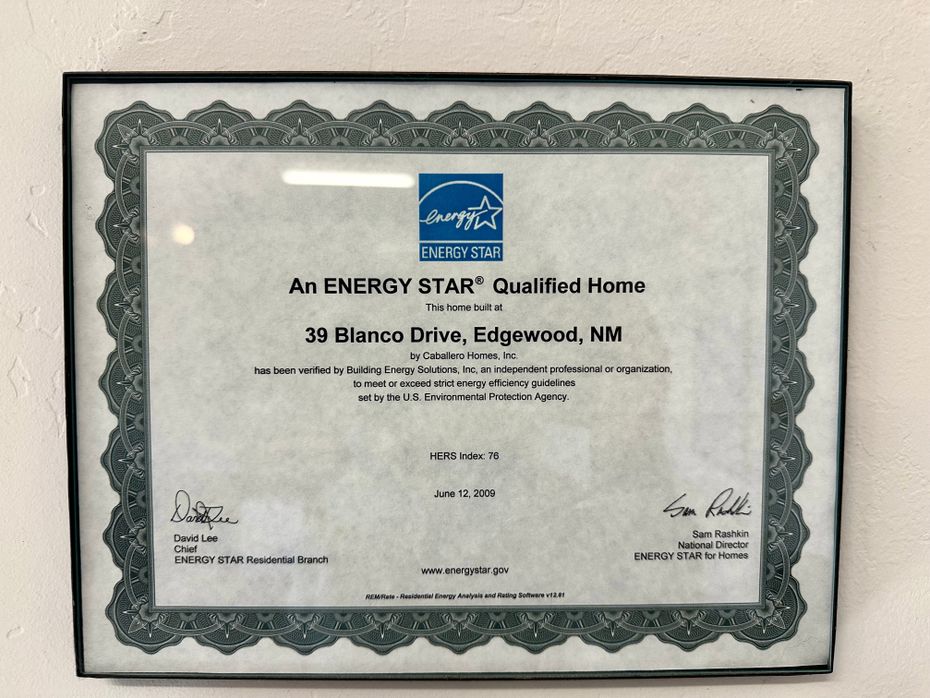 energy
ENERGY STAR
An ENERGY STAR® Qualified Home
This home built at
39 Blanco Drive, Edgewood, NM
by Caballero Homes, Inc.
has been verified by Building Energy Solutions, Inc, an independent professional or organization,
to meet or exceed strict energy efficiency guidelines
set by the U.S. Environmental Protection Agency.
HERS Index: 76
June 12, 2009
David Lee
Sam Rashkin
David Lee
Chief
ENERGY STAR Residential Branch
Sam Rashkin
National Director
ENERGY STAR for Homes
www.energystar.gov
REM/Rate - Residential Energy Analysis and Rating Software v12.61